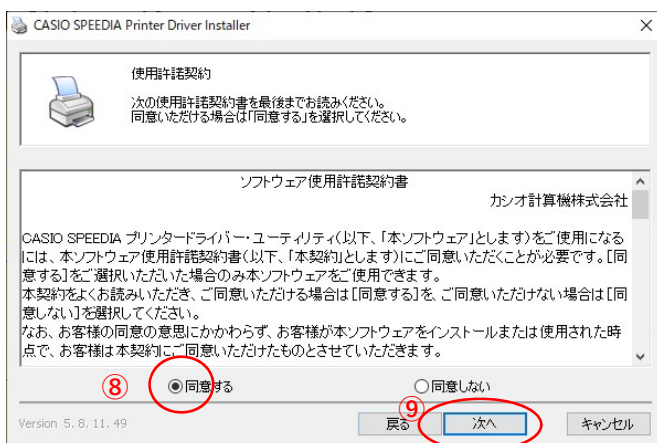 CASIO SPEEDIA Printer Driver Installer
使用許諾契約
次の使用許諾契約書を最後までお読みください。
同意いただける場合は「同意する」を選択してください。
ソフトウェア使用許諾契約書
カシオ計算機株式会社
CASIO SPEEDIA プリンタードライバー・ユーティリティ(以下、「本ソフトウェア」とします)をご使用になる
には、本ソフトウェア使用許諾契約書(以下、「本契約」とします)にご同意いただくことが必要です。[同
意する]をご選択いただいた場合のみ本ソフトウェアをご使用できます。
本契約をよくお読みいただき、ご同意いただける場合は[同意する]を、ご同意いただけない場合は[同
意しない]を選択してください。
なお、お客様の同意の意思にかかわらず、お客様が本ソフトウェアをインストールまたは使用された時
点で、お客様は本契約にご同意いただけたものとさせていただきます。
⑧ 同意する 同意しない
⑨
Version 5.8.11.49 戻る 次へ キャンセル